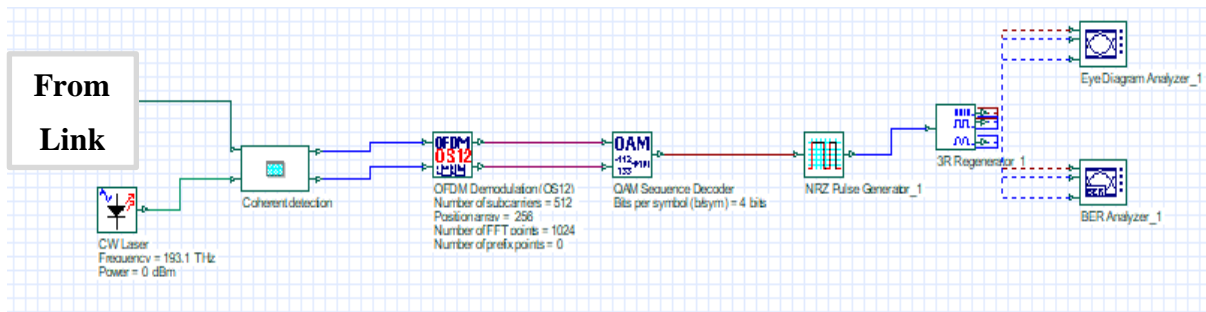 From
Link
CW Laser
Frequency = 193.1 THz
Power = 0 dBm
Coherent detection
OFDM
OS12
OFDM Demodulation (OS12)
Number of subcarriers = 512
Position array = 256
Number of FFT points = 1024
Number of prefix points = 0
QAM
QAM Sequence Decoder
Bits per symbol (bisym) = 4 bits
NRZ Pulse Generator_1
3R Regenerator_1
Eye Diagram Analyzer_1
BER Analyzer_1